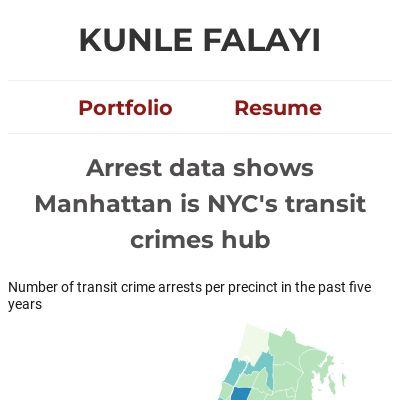 KUNLE FALAYI
Portfolio Resume
Arrest data shows
Manhattan is NYC's transit
crimes hub
Number of transit crime arrests per precinct in the past five
years